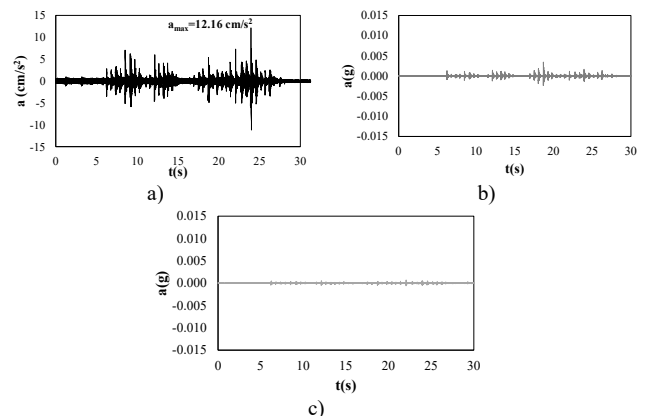 a_max=12.16 cm/s²
15
10
5
0
-5
-10
-15
a (cm/s²)
0 5 10 15 20 25 30
t(s)
a)
0.015
0.010
0.005
0.000
-0.005
-0.010
-0.015
a(g)
0 5 10 15 20 25 30
t(s)
b)
0.015
0.010
0.005
0.000
-0.005
-0.010
-0.015
a(g)
0 5 10 15 20 25 30
t(s)
c)